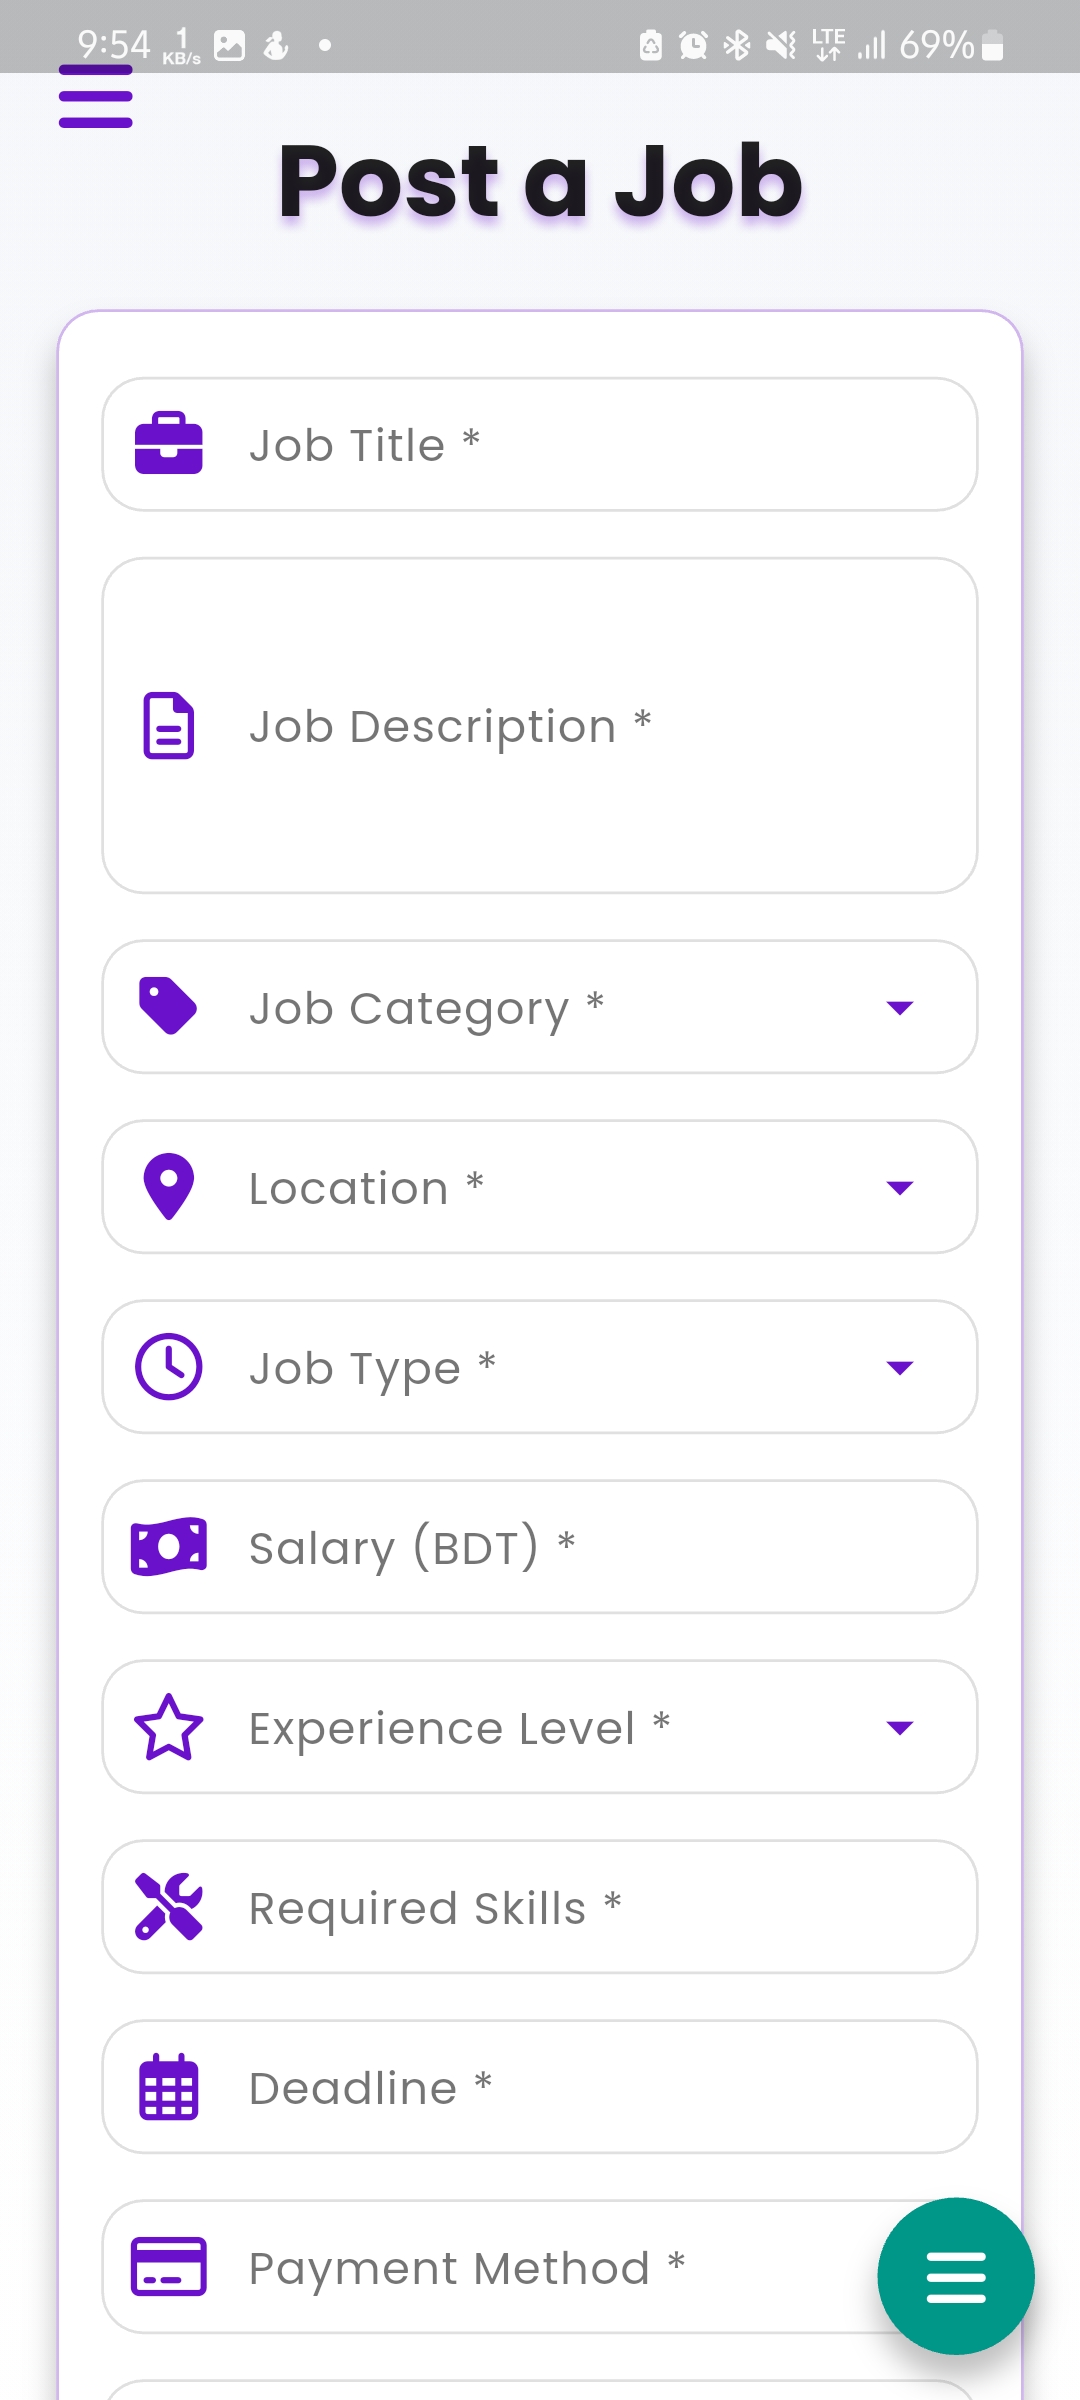 9:54 1 KB/s LTE 69%
Post a Job
Job Title *
Job Description *
Job Category *
Location *
Job Type *
Salary (BDT) *
Experience Level *
Required Skills *
Deadline *
Payment Method *